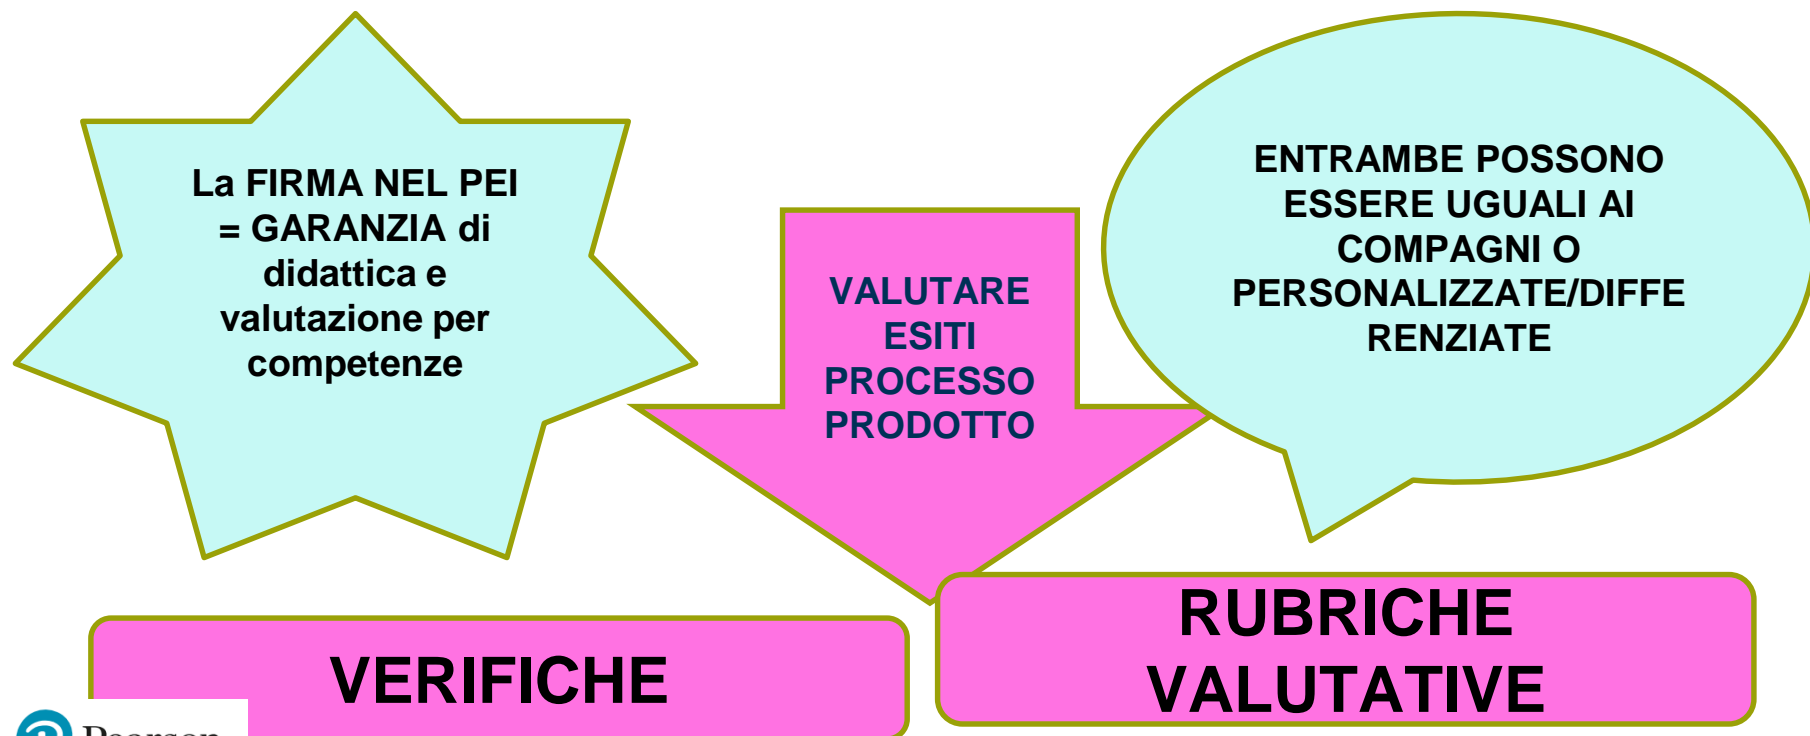 La FIRMA NEL PEI
= GARANZIA di
didattica e
valutazione per
competenze
VALUTARE
ESITI
PROCESSO
PRODOTTO
ENTRAMBE POSSONO
ESSERE UGUALI AI
COMPAGNI O
PERSONALIZZATE/DIFFE
RENZIATE
VERIFICHE
RUBRICHE
VALUTATIVE
Pearson